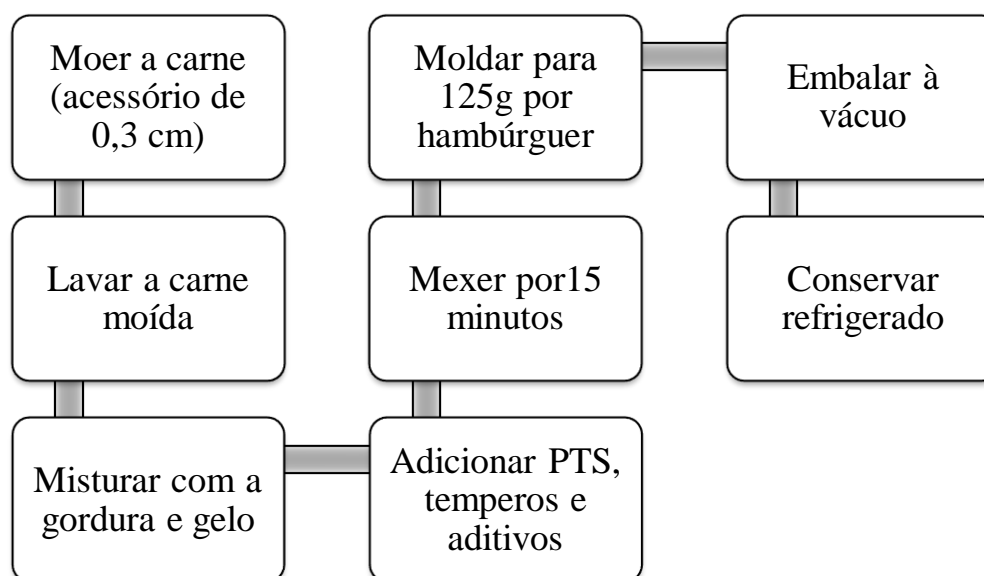 Moer a carne
(acessório de
0,3 cm)
Lavar a carne
moída
Misturar com a
gordura e gelo
Adicionar PTS,
temperos e
aditivos
Mexer por15
minutos
Moldar para
125g por
hambúrguer
Embalar à
vácuo
Conservar
refrigerado